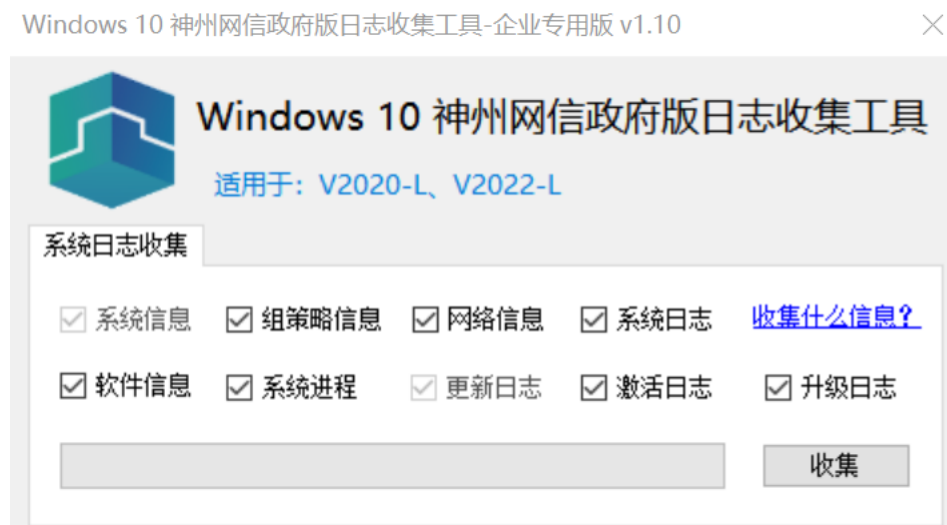 Windows 10 神州网信政府版日志收集工具-企业专用版 v1.10
Windows 10 神州网信政府版日志收集工具
适用于：V2020-L、V2022-L
系统日志收集
系统信息 组策略信息 网络信息 系统日志 收集什么信息？
软件信息 系统进程 更新日志 激活日志 升级日志
收集